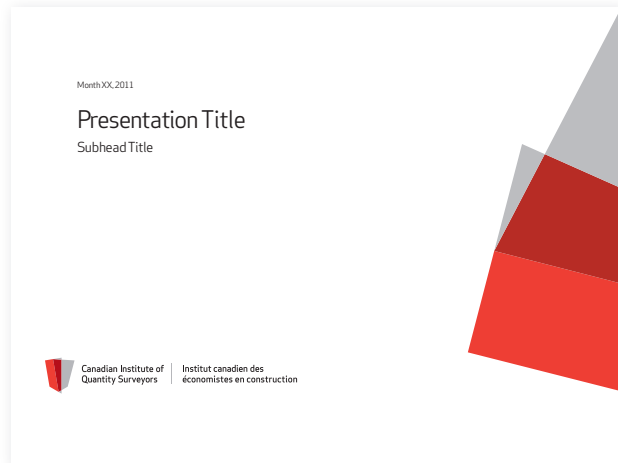 Month XX, 2011
Presentation Title
Subhead Title
Canadian Institute of
Quantity Surveyors
Institut canadien des
économistes en construction